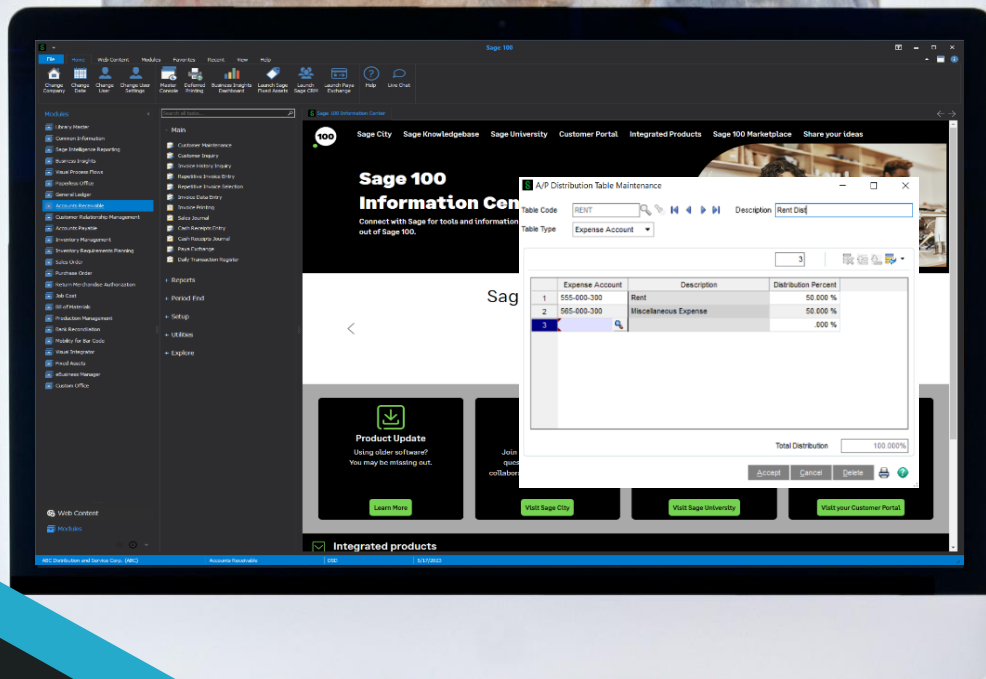 Sage 100
File Home Web Content Modules Favorites Recent View Help
Change Company
Change Date
Change User
Change User Settings
Master Console
Deferred Printing
Business Insights Dashboard
Launch Sage Fixed Assets
Launch Sage CRM
Launch Paya Exchange
Help
Live Chat
Modules
Library Master
Common Information
Sage Intelligence Reporting
Business Insights
Visual Process Flows
Paperless Office
General Ledger
Accounts Receivable
Customer Relationship Management
Accounts Payable
Inventory Management
Inventory Requirements Planning
Sales Order
Purchase Order
Return Merchandise Authorization
Job Cost
Bill of Materials
Production Management
Bank Reconciliation
Mobility for Bar Code
Visual Integrator
Fixed Assets
eBusiness Manager
Custom Office
Web Content
Modules
Main
Customer Maintenance
Customer Inquiry
Invoice History Inquiry
Repetitive Invoice Entry
Repetitive Invoice Selection
Invoice Data Entry
Invoice Printing
Sales Journal
Cash Receipts Entry
Cash Receipts Journal
Paya Exchange
Daily Transaction Register
+ Reports
+ Period End
+ Setup
+ Utilities
+ Explore
Sage 100 Information Center
100
Sage City Sage Knowledgebase Sage University Customer Portal Integrated Products Sage 100 Marketplace Share your ideas
Sage 100
Information Cen
Connect with Sage for tools and information
out of Sage 100.
Sag
A/P Distribution Table Maintenance
Table Code RENT Description Rent Dist
Table Type Expense Account
3
Expense Account Description Distribution Percent
1 555-000-300 Rent 50.000 %
2 565-000-300 Miscellaneous Expense 50.000 %
3 .000 %
Total Distribution 100.000%
Accept Cancel Delete
Product Update
Using older software?
You may be missing out.
Learn More
Join
ques
collabor
Visit Sage City
Visit Sage University
Visit your Customer Portal
Integrated products
ABC Distribution and Service Corp. (ABC) Accounts Receivable 5/17/2023